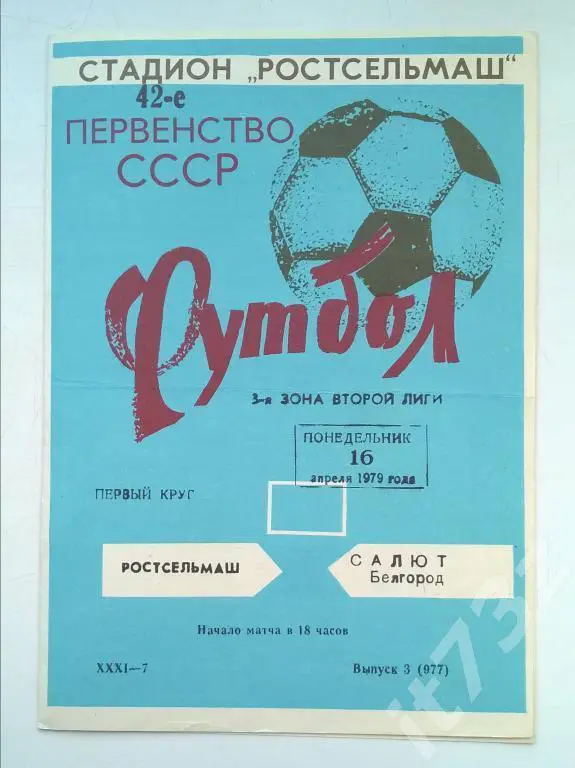 СТАДИОН „РОСТСЕЛЬМАШ"
42-е
ПЕРВЕНСТВО
СССР
Футбол
3-я ЗОНА ВТОРОЙ ЛИГИ
ПОНЕДЕЛЬНИК
16
апреля 1979 года
ПЕРВЫЙ КРУГ
РОСТСЕЛЬМАШ
САЛЮТ
Белгород
Начало матча в 18 часов
XXXI—7
Выпуск 3 (977)
it732